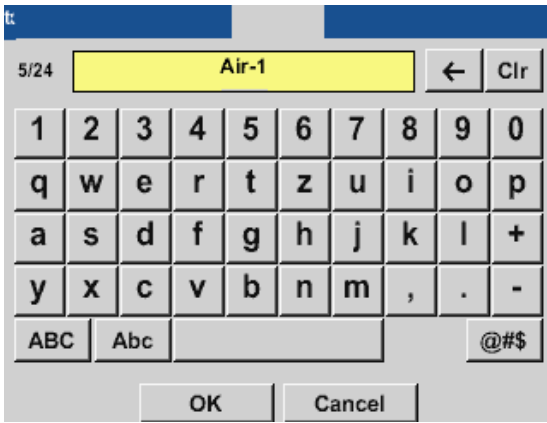 5/24 Air-1 ← Clr
1 2 3 4 5 6 7 8 9 0
q w e r t z u i o p
a s d f g h j k l +
y x c v b n m , . -
ABC Abc @#$
OK Cancel